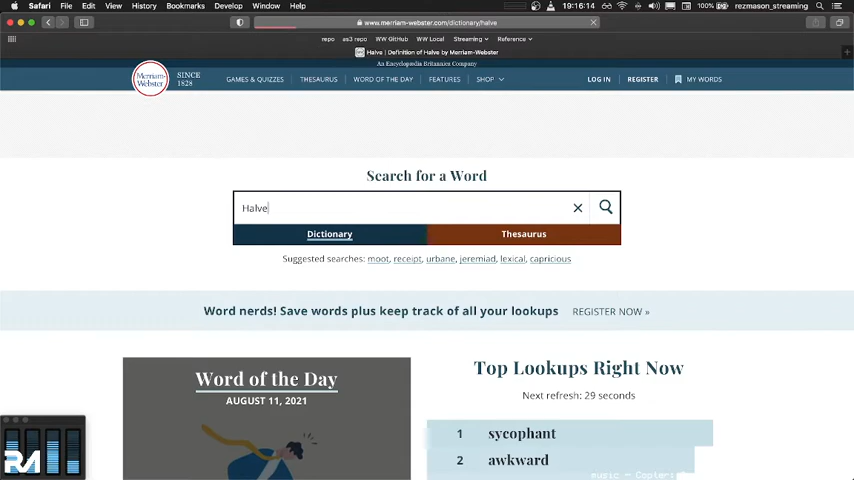 Safari File Edit View History Bookmarks Develop Window Help 19:16:14 100% rezmason_streaming
www.merriam-webster.com/dictionary/halve
repo as3 repo WW GitHub WW Local Streaming Reference
Halve | Definition of Halve by Merriam-Webster
An Encyclopædia Britannica Company
Merriam-Webster SINCE 1828 GAMES & QUIZZES THESAURUS WORD OF THE DAY FEATURES SHOP LOG IN REGISTER MY WORDS
Search for a Word
Halve
Dictionary Thesaurus
Suggested searches: moot, receipt, urbane, jeremiad, lexical, capricious
Word nerds! Save words plus keep track of all your lookups REGISTER NOW »
Word of the Day
AUGUST 11, 2021
Top Lookups Right Now
Next refresh: 29 seconds
1 sycophant
2 awkward
music —